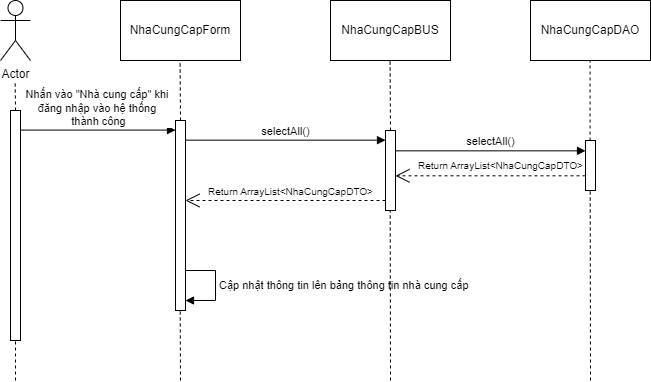 NhaCungCapForm
NhaCungCapBUS
NhaCungCapDAO
Actor
Nhấn vào "Nhà cung cấp" khi
đăng nhập vào hệ thống
thành công
selectAll()
selectAll()
Return ArrayList<NhaCungCapDTO>
Return ArrayList<NhaCungCapDTO>
Cập nhật thông tin lên bảng thông tin nhà cung cấp